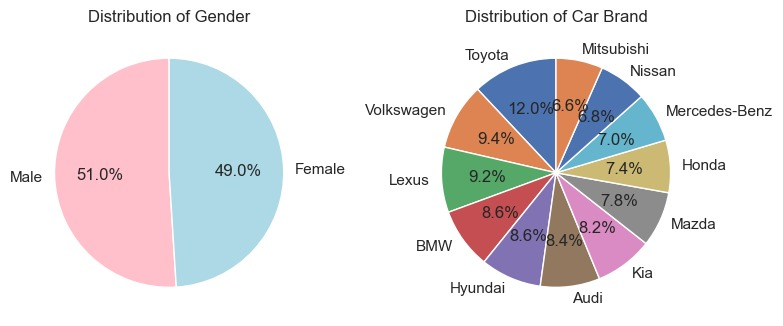 Distribution of Gender
Male
51.0%
49.0%
Female
Distribution of Car Brand
Toyota
12.0%
Volkswagen
9.4%
Lexus
9.2%
BMW
8.6%
Hyundai
8.6%
Audi
8.4%
Kia
8.2%
Mazda
7.8%
Honda
7.4%
Mercedes-Benz
7.0%
Nissan
6.8%
Mitsubishi
6.6%